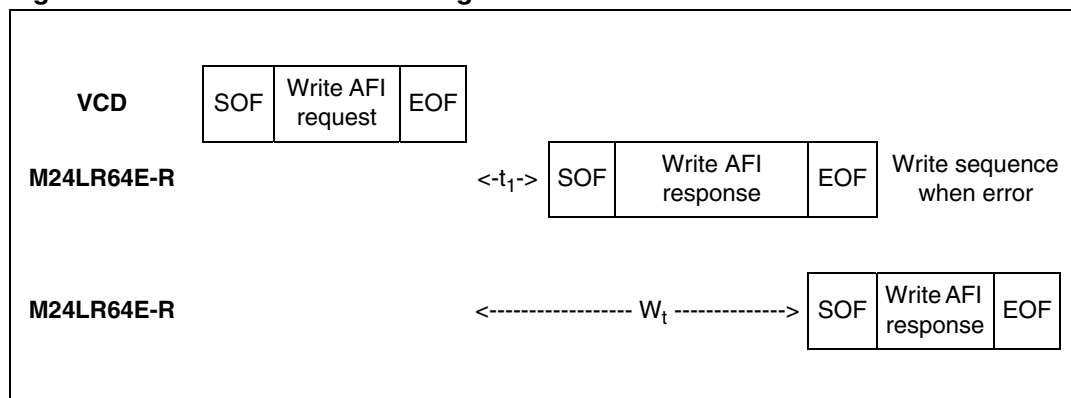 VCD SOF Write AFI request EOF
M24LR64E-R <-t1-> SOF Write AFI response EOF Write sequence when error
M24LR64E-R <------------------ Wt --------------> SOF Write AFI response EOF